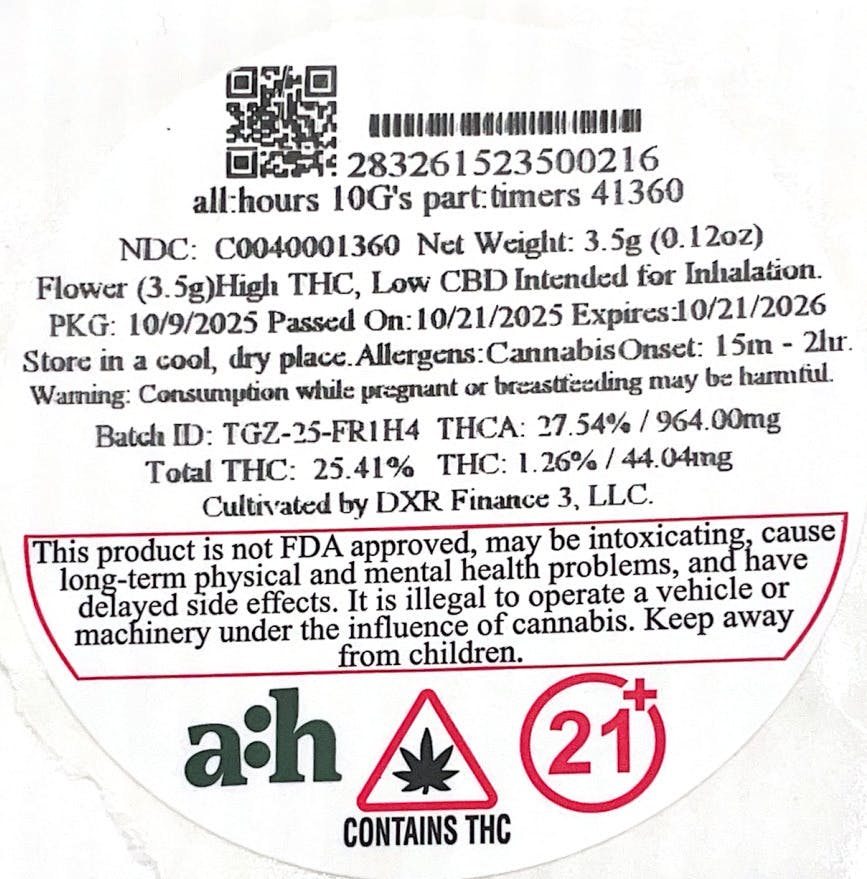 283261523500216
all:hours 10G's part:timers 41360
NDC: C0040001360 Net Weight: 3.5g (0.12oz)
Flower (3.5g)High THC, Low CBD Intended for Inhalation.
PKG: 10/9/2025 Passed On:10/21/2025 Expires:10/21/2026
Store in a cool, dry place.Allergens:Cannabis Onset: 15m - 2hr.
Warning: Consumption while pregnant or breastfeeding may be harmful.
Batch ID: TGZ-25-FR1H4 THCA: 27.54% / 964.00mg
Total THC: 25.41% THC: 1.26% / 44.04mg
Cultivated by DXR Finance 3, LLC.
This product is not FDA approved, may be intoxicating, cause
long-term physical and mental health problems, and have
delayed side effects. It is illegal to operate a vehicle or
machinery under the influence of cannabis. Keep away
from children.
a:h
21+
CONTAINS THC